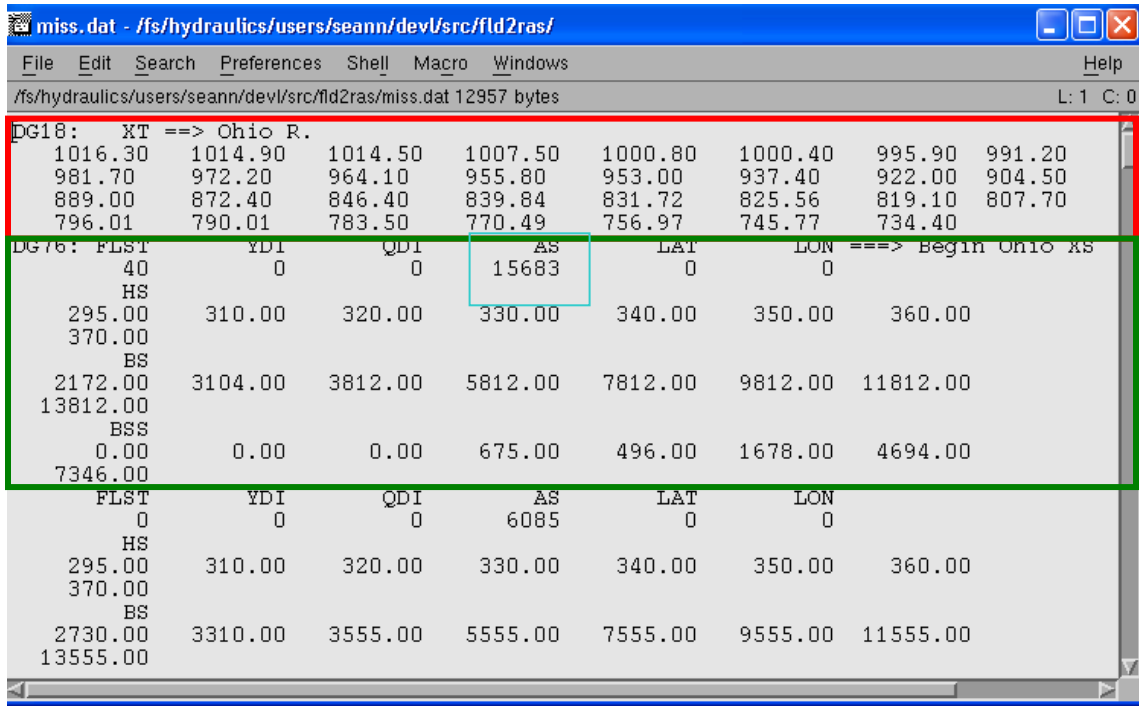 miss.dat - /fs/hydraulics/users/seann/devl/src/fld2ras/
File Edit Search Preferences Shell Macro Windows Help
/fs/hydraulics/users/seann/devl/src/fld2ras/miss.dat 12957 bytes L: 1 C: 0
DG18: XT ==> Ohio R.
1016.30 1014.90 1014.50 1007.50 1000.80 1000.40 995.90 991.20
981.70 972.20 964.10 955.80 953.00 937.40 922.00 904.50
889.00 872.40 846.40 839.84 831.72 825.56 819.10 807.70
796.01 790.01 783.50 770.49 756.97 745.77 734.40
DG76: FLST YDI QDI AS LAT LON ===> Begin Ohio XS
40 0 0 15683 0 0
HS
295.00 310.00 320.00 330.00 340.00 350.00 360.00
370.00
BS
2172.00 3104.00 3812.00 5812.00 7812.00 9812.00 11812.00
13812.00
BSS
0.00 0.00 0.00 675.00 496.00 1678.00 4694.00
7346.00
FLST YDI QDI AS LAT LON
0 0 0 6085 0 0
HS
295.00 310.00 320.00 330.00 340.00 350.00 360.00
370.00
BS
2730.00 3310.00 3555.00 5555.00 7555.00 9555.00 11555.00
13555.00